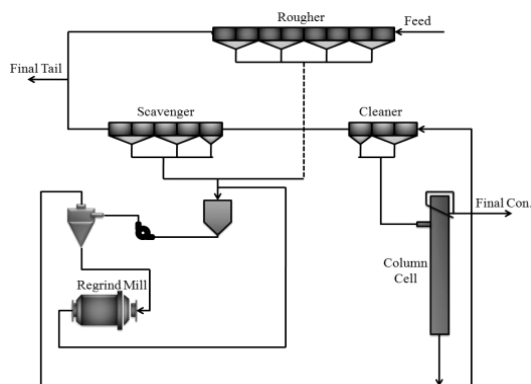 Rougher
Feed
Final Tail
Scavenger
Cleaner
Final Con.
Column
Cell
Regrind Mill